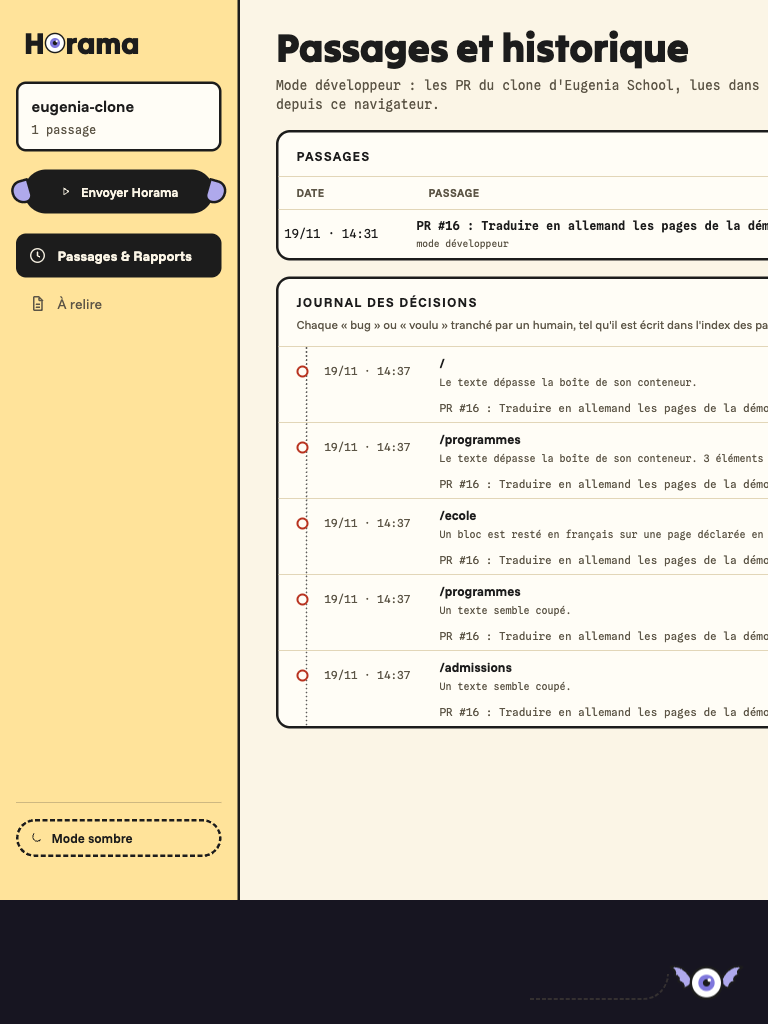 Horama
eugenia-clone
1 passage
Envoyer Horama
Passages & Rapports
À relire
Mode sombre
Passages et historique
Mode développeur : les PR du clone d'Eugenia School, lues dans
depuis ce navigateur.
PASSAGES
DATE PASSAGE
19/11 · 14:31 PR #16 : Traduire en allemand les pages de la dém
mode développeur
JOURNAL DES DÉCISIONS
Chaque « bug » ou « voulu » tranché par un humain, tel qu'il est écrit dans l'index des pa
19/11 · 14:37 /
Le texte dépasse la boîte de son conteneur.
PR #16 : Traduire en allemand les pages de la démo
19/11 · 14:37 /programmes
Le texte dépasse la boîte de son conteneur. 3 éléments
PR #16 : Traduire en allemand les pages de la démo
19/11 · 14:37 /ecole
Un bloc est resté en français sur une page déclarée en
PR #16 : Traduire en allemand les pages de la démo
19/11 · 14:37 /programmes
Un texte semble coupé.
PR #16 : Traduire en allemand les pages de la démo
19/11 · 14:37 /admissions
Un texte semble coupé.
PR #16 : Traduire en allemand les pages de la démo